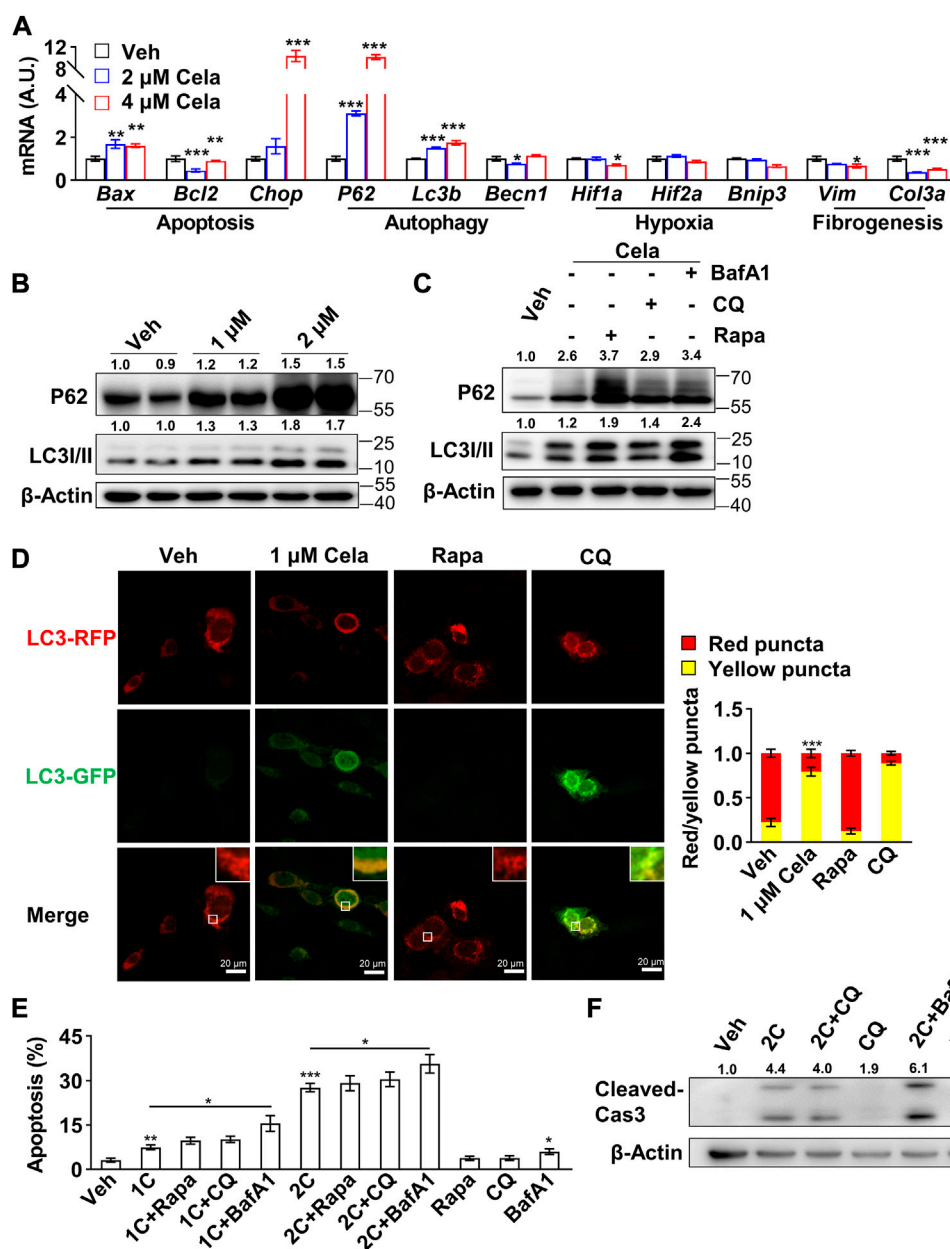 A
mRNA (A.U.)
12
8
4
2
0
Veh
2 µM Cela
4 µM Cela
** ** *** ** *** *** *** *** *** * * * *** ***
Bax Bcl2 Chop P62 Lc3b Becn1 Hif1a Hif2a Bnip3 Vim Col3a
Apoptosis Autophagy Hypoxia Fibrogenesis
B
Veh 1 µM 2 µM
1.0 0.9 1.2 1.2 1.5 1.5
P62
70
55
1.0 1.0 1.3 1.3 1.8 1.7
LC3I/II
25
10
β-Actin
55
40
C
Cela
Veh - - - + BafA1
- - + - CQ
- + - - Rapa
1.0 2.6 3.7 2.9 3.4
P62
70
55
1.0 1.2 1.9 1.4 2.4
LC3I/II
25
10
β-Actin
55
40
D
Veh 1 µM Cela Rapa CQ
LC3-RFP
LC3-GFP
Merge
20 µm 20 µm 20 µm 20 µm
Red puncta
Yellow puncta
Red/yellow puncta
1.5
1.0
0.5
0.0
***
Veh 1 µM Cela Rapa CQ
E
Apoptosis (%)
45
30
15
0
** * *** * *
Veh 1C 1C+Rapa 1C+CQ 1C+BafA1 2C 2C+Rapa 2C+CQ 2C+BafA1 Rapa CQ BafA1
F
Veh 2C 2C+CQ CQ
1.0 4.4 4.0 1.9 6.1
Cleaved-
Cas3
β-Actin